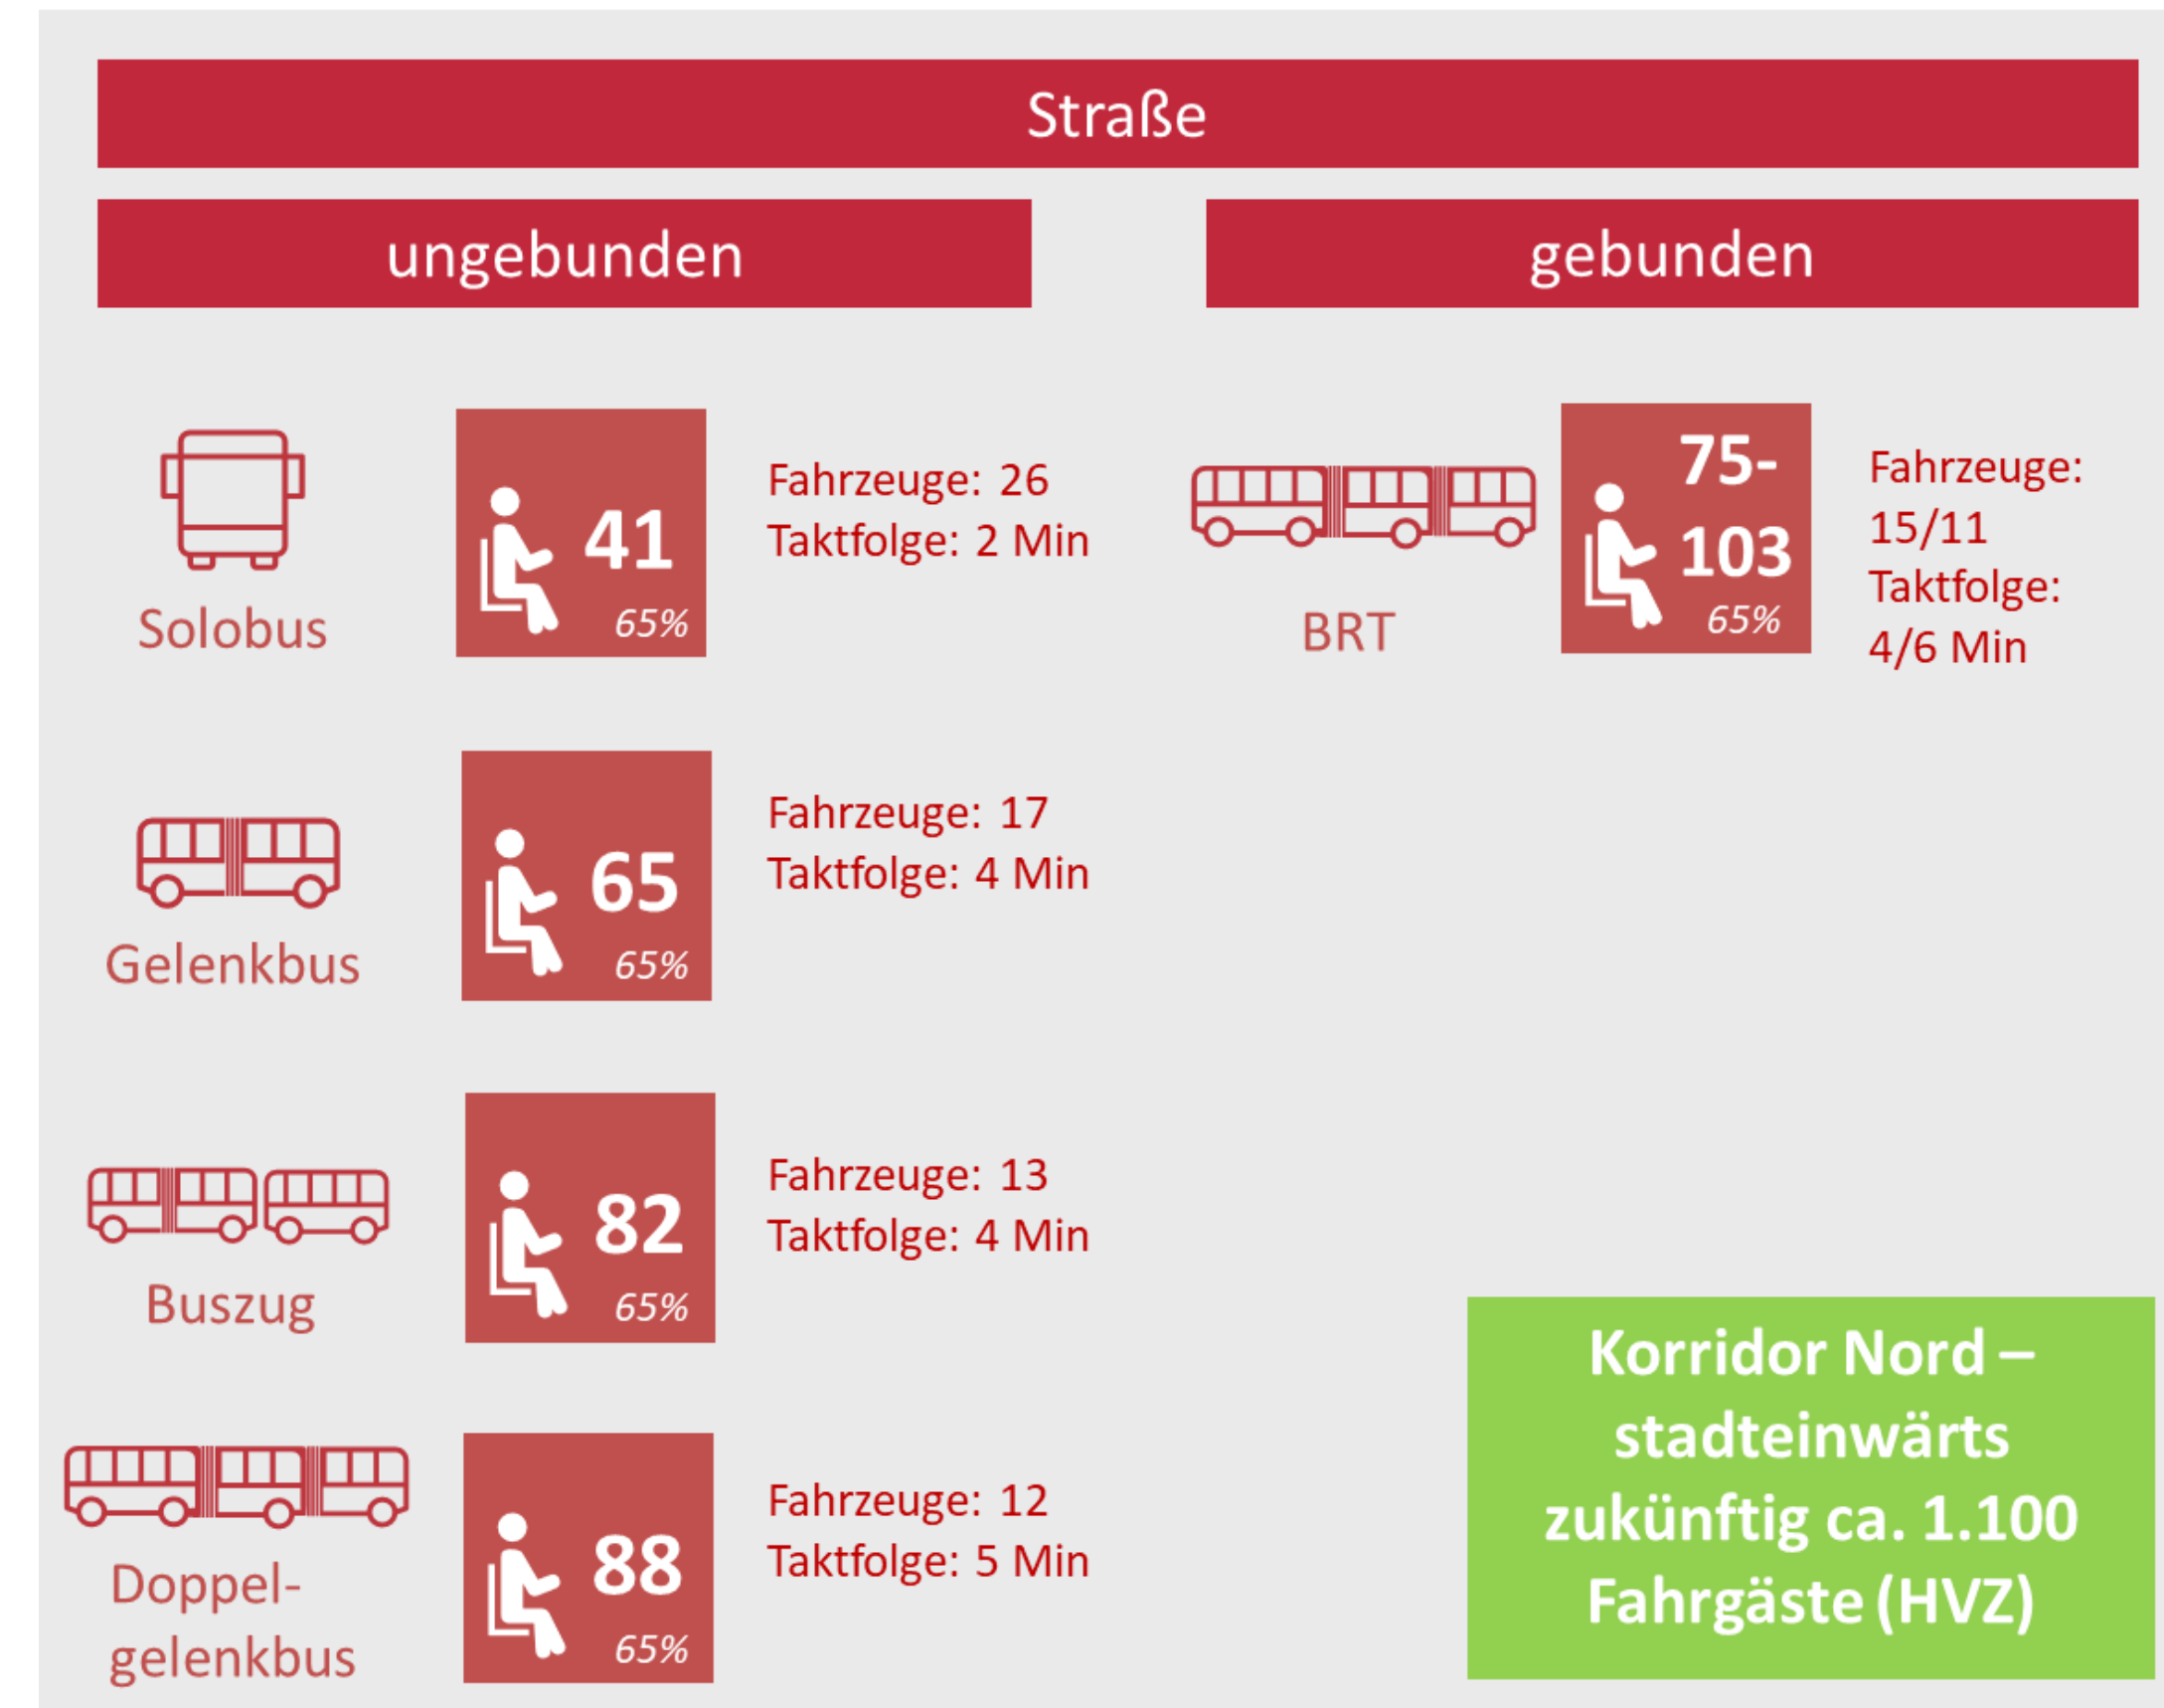 Straße
ungebunden
gebunden
Solobus
41
65%
Fahrzeuge: 26
Taktfolge: 2 Min
BRT
75-
103
65%
Fahrzeuge:
15/11
Taktfolge:
4/6 Min
Gelenkbus
65
65%
Fahrzeuge: 17
Taktfolge: 4 Min
Buszug
82
65%
Fahrzeuge: 13
Taktfolge: 4 Min
Doppel-
gelenkbus
88
65%
Fahrzeuge: 12
Taktfolge: 5 Min
Korridor Nord –
stadteinwärts
zukünftig ca. 1.100
Fahrgäste (HVZ)